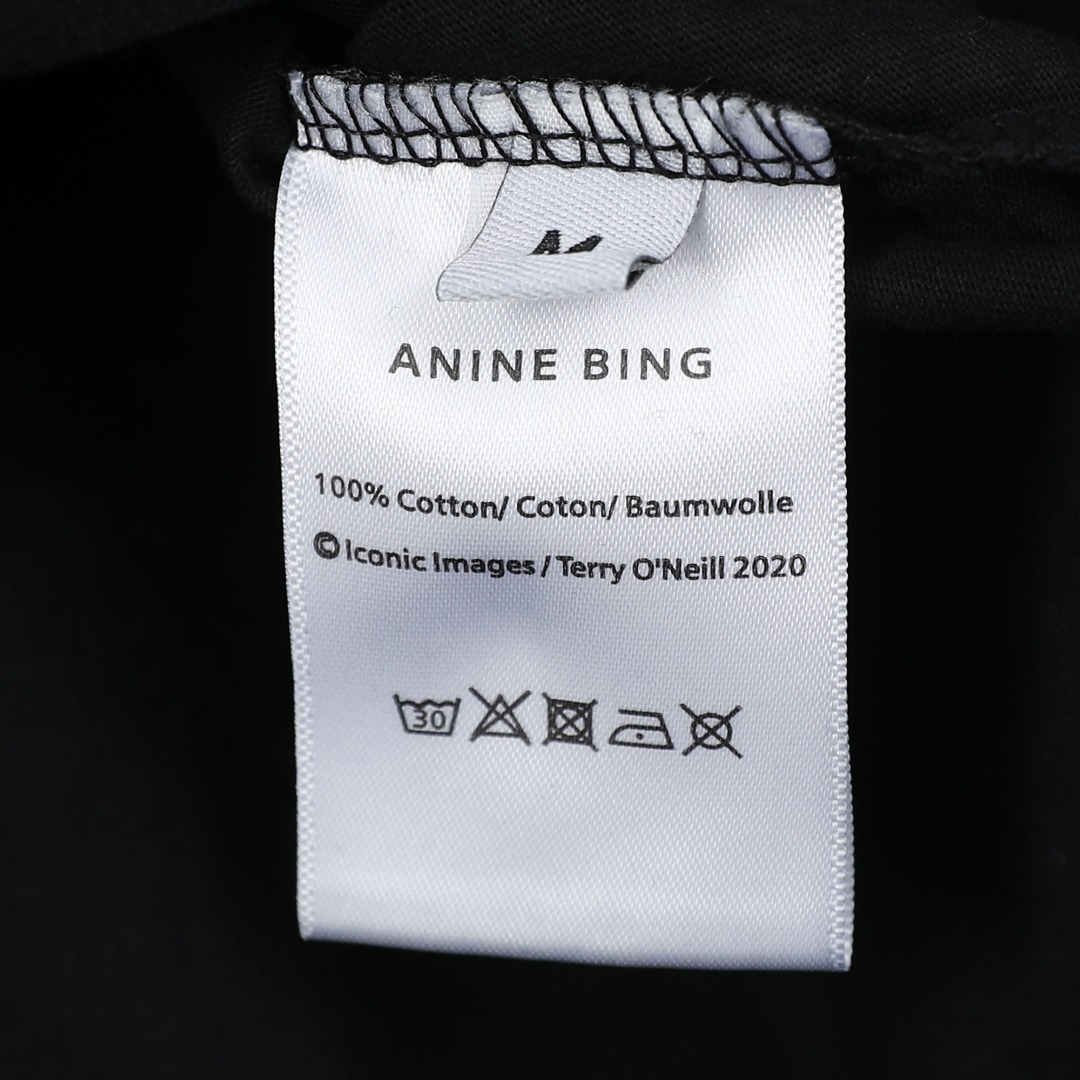 ANINE BING
100% Cotton/ Coton/ Baumwolle
© Iconic Images / Terry O'Neill 2020
30